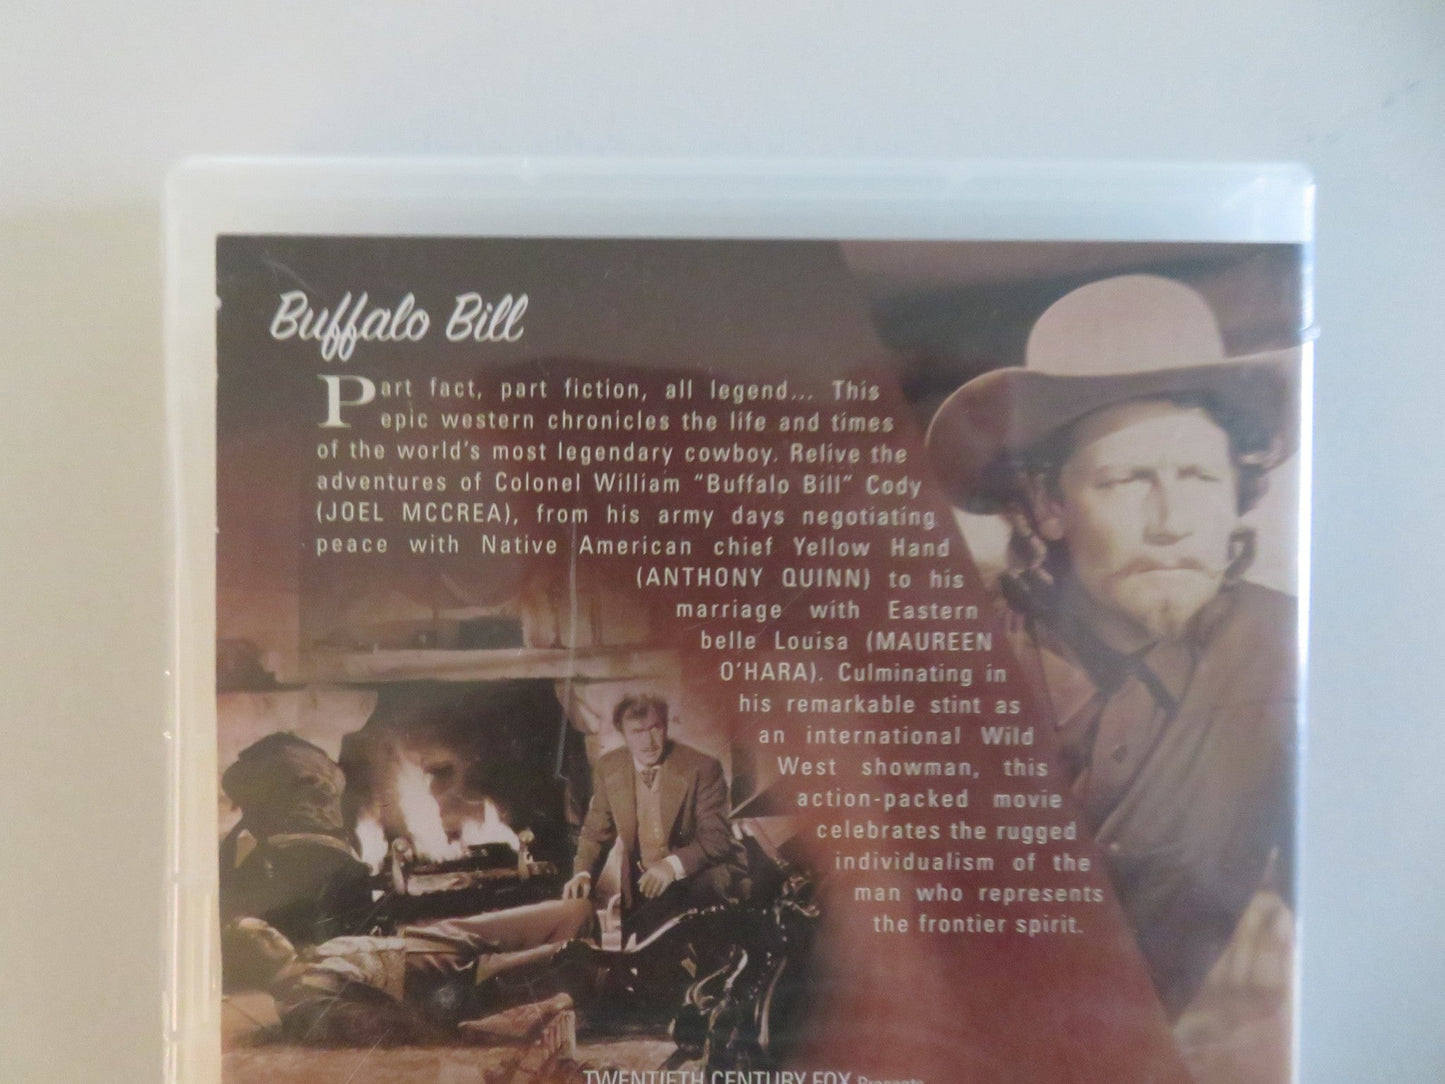 Buffalo Bill
Part fact, part fiction, all legend... This
epic western chronicles the life and times
of the world's most legendary cowboy. Relive the
adventures of Colonel William "Buffalo Bill" Cody
(JOEL MCCREA), from his army days negotiating
peace with Native American chief Yellow Hand
(ANTHONY QUINN) to his
marriage with Eastern
belle Louisa (MAUREEN
O'HARA). Culminating in
his remarkable stint as
an international Wild
West showman, this
action-packed movie
celebrates the rugged
individualism of the
man who represents
the frontier spirit.
TWENTIETH CENTURY FOX Presents